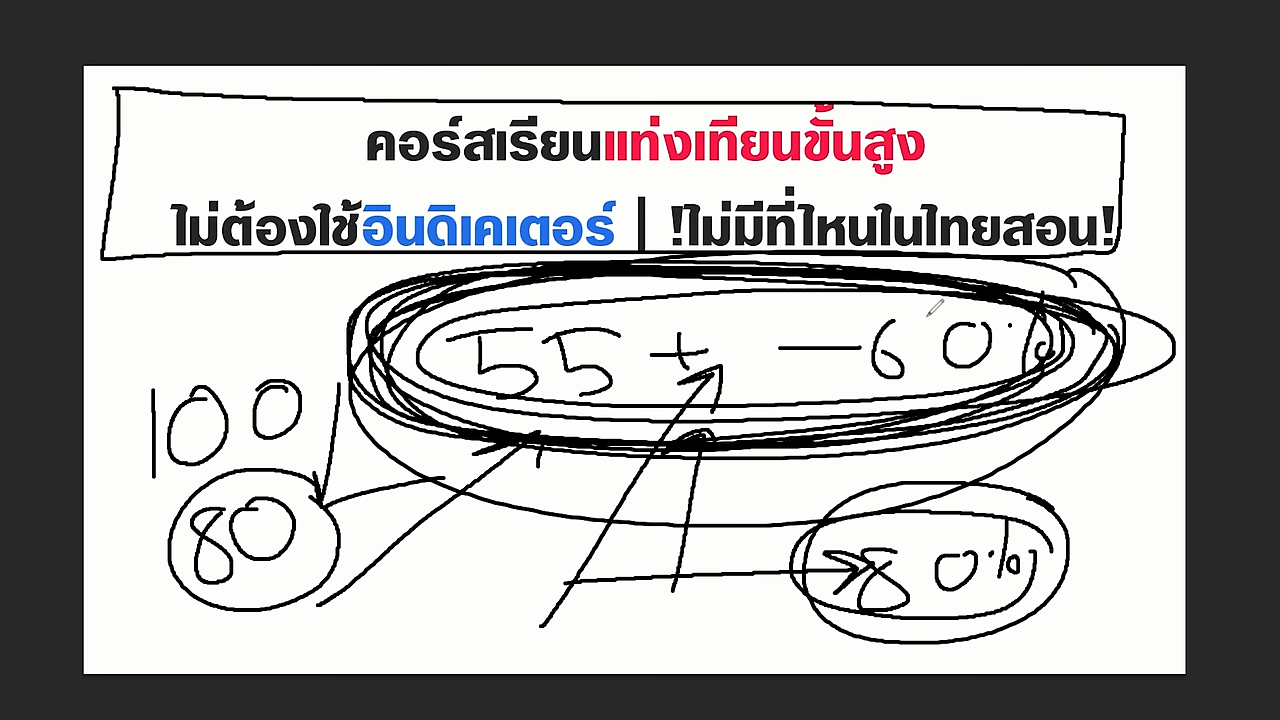 คอร์สเรียนแท่งเทียนขั้นสูง
ไม่ต้องใช้อินดิเคเตอร์ | !ไม่มีที่ไหนในไทยสอน!
55 + — 60%
100
80
80%